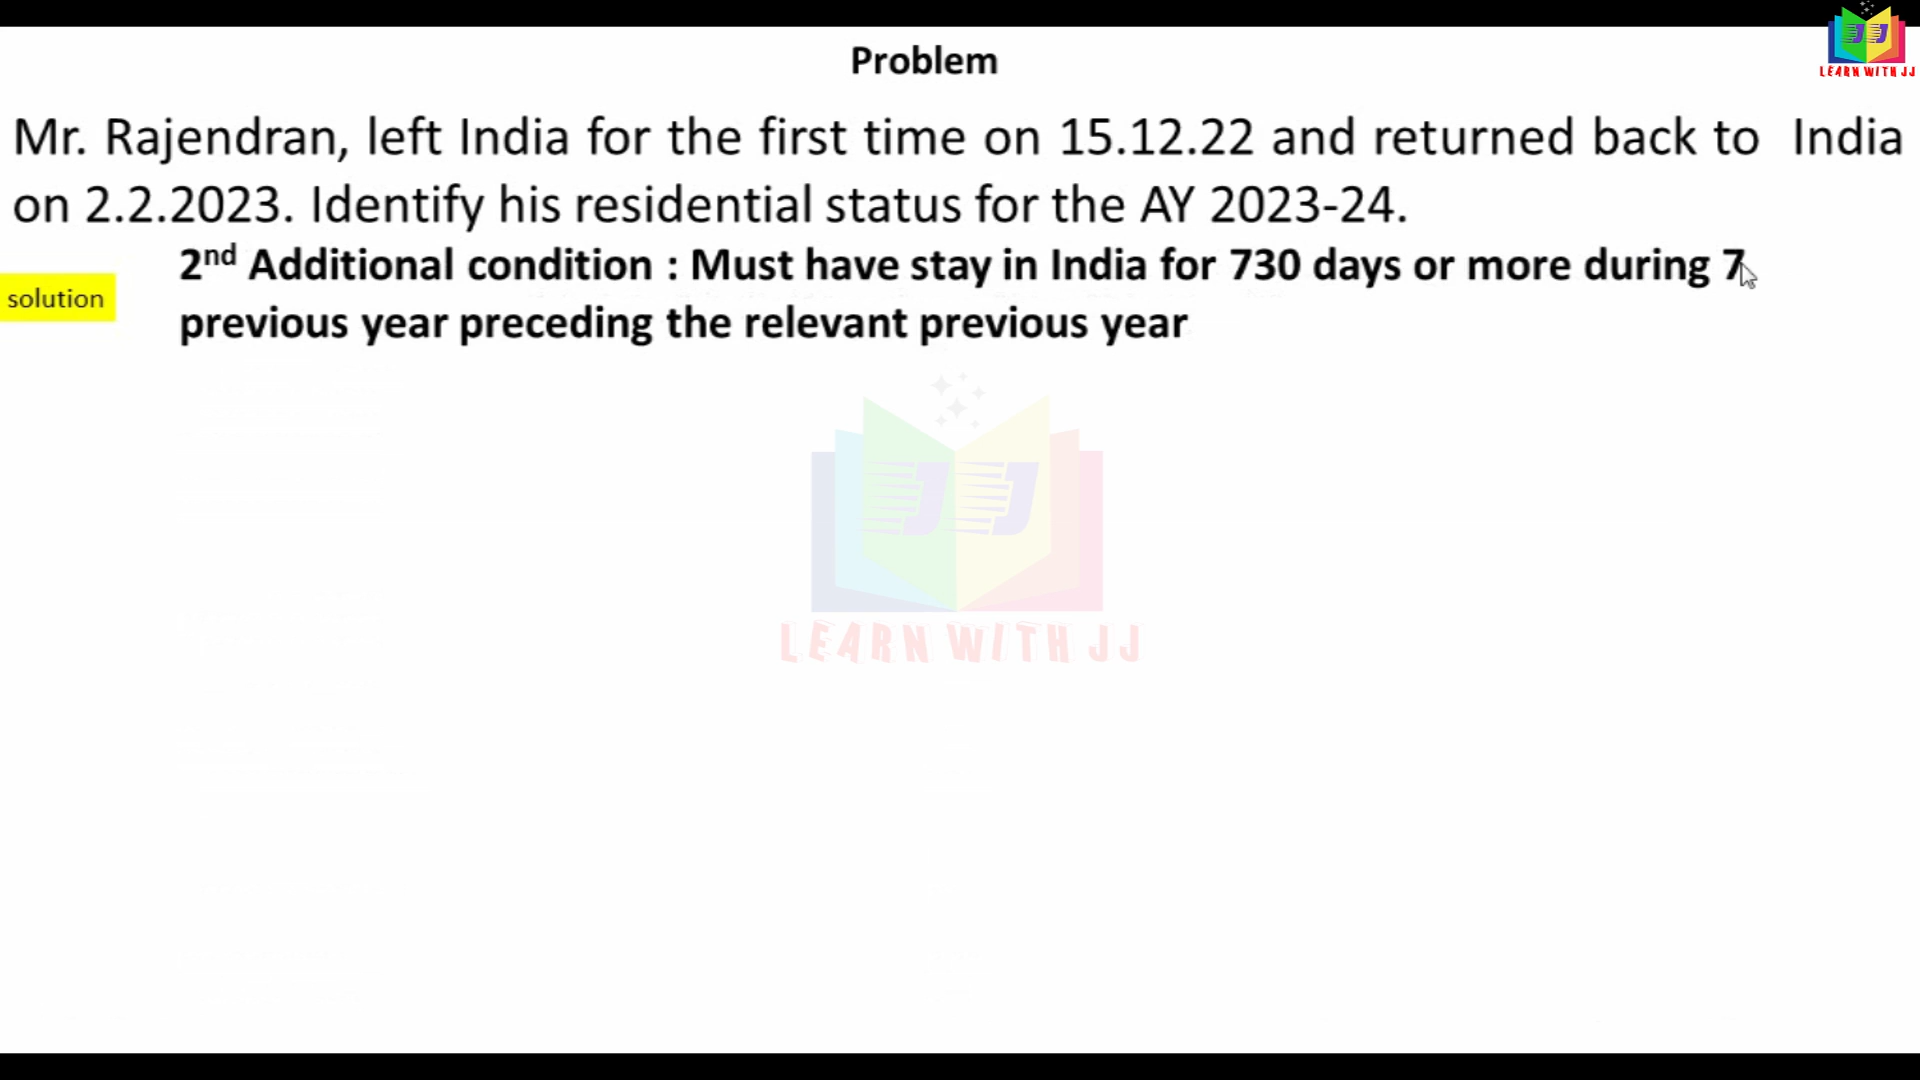 Problem
LEARN WITH JJ
Mr. Rajendran, left India for the first time on 15.12.22 and returned back to India
on 2.2.2023. Identify his residential status for the AY 2023-24.
solution
2nd Additional condition : Must have stay in India for 730 days or more during 7
previous year preceding the relevant previous year
JJ
LEARN WITH JJ